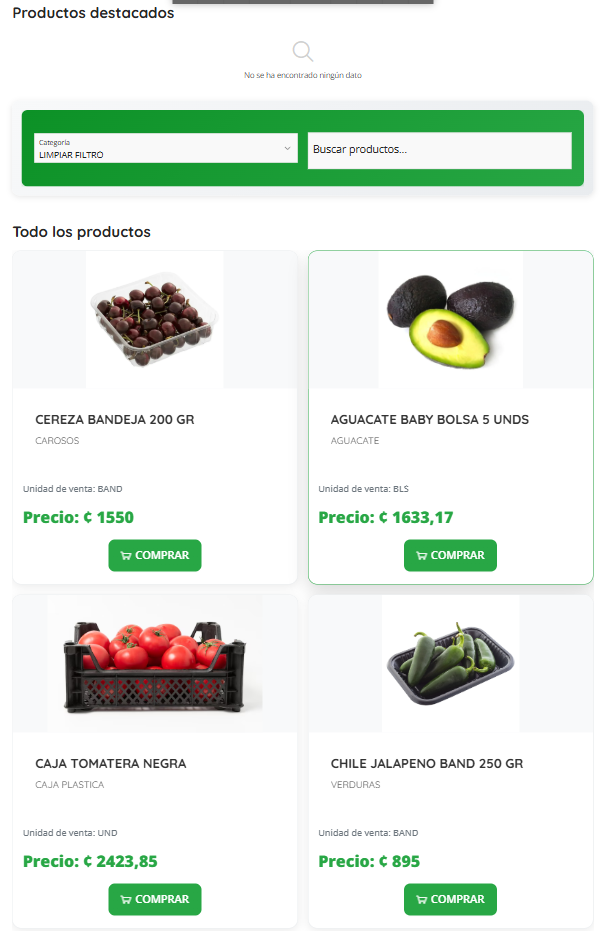 Productos destacados
No se ha encontrado ningún dato
Categoría
LIMPIAR FILTRO
Buscar productos...
Todo los productos
CEREZA BANDEJA 200 GR
CAROSOS
Unidad de venta: BAND
Precio: ₡ 1550
COMPRAR
AGUACATE BABY BOLSA 5 UNDS
AGUACATE
Unidad de venta: BLS
Precio: ₡ 1633,17
COMPRAR
CAJA TOMATERA NEGRA
CAJA PLASTICA
Unidad de venta: UND
Precio: ₡ 2423,85
COMPRAR
CHILE JALAPENO BAND 250 GR
VERDURAS
Unidad de venta: BAND
Precio: ₡ 895
COMPRAR